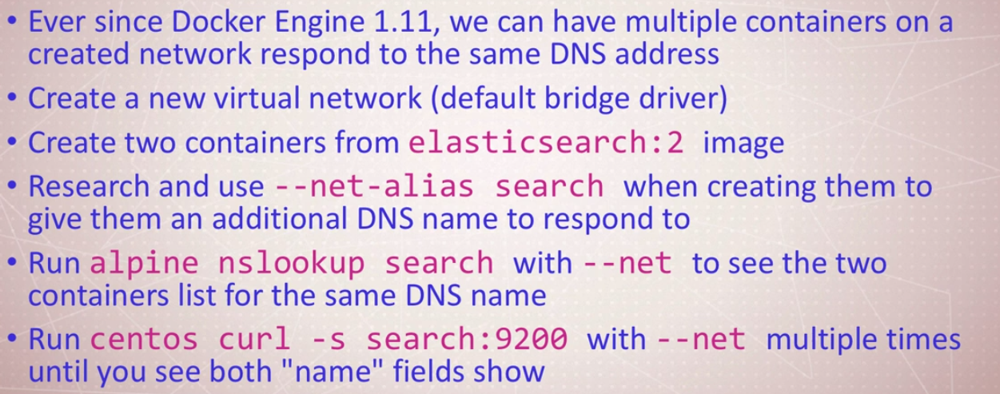 • Ever since Docker Engine 1.11, we can have multiple containers on a
created network respond to the same DNS address
• Create a new virtual network (default bridge driver)
• Create two containers from elasticsearch:2 image
• Research and use --net-alias search when creating them to
give them an additional DNS name to respond to
• Run alpine nslookup search with --net to see the two
containers list for the same DNS name
• Run centos curl -s search:9200 with --net multiple times
until you see both "name" fields show